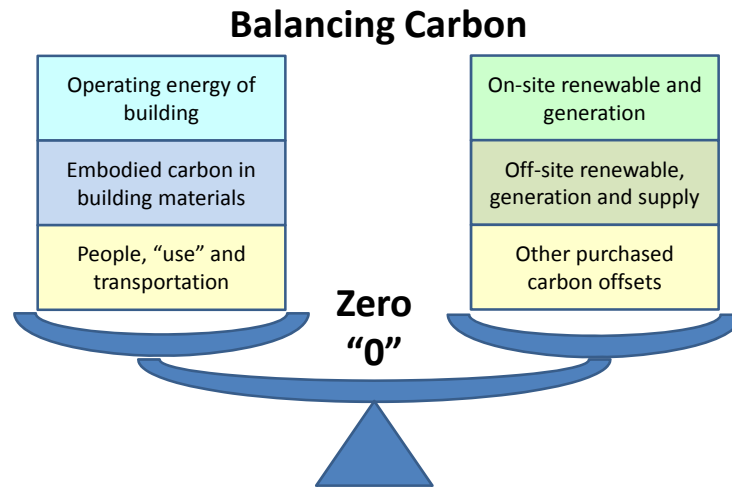 Balancing Carbon
Operating energy of
building
Embodied carbon in
building materials
People, “use” and
transportation
On-site renewable and
generation
Off-site renewable,
generation and supply
Other purchased
carbon offsets
Zero
“0”